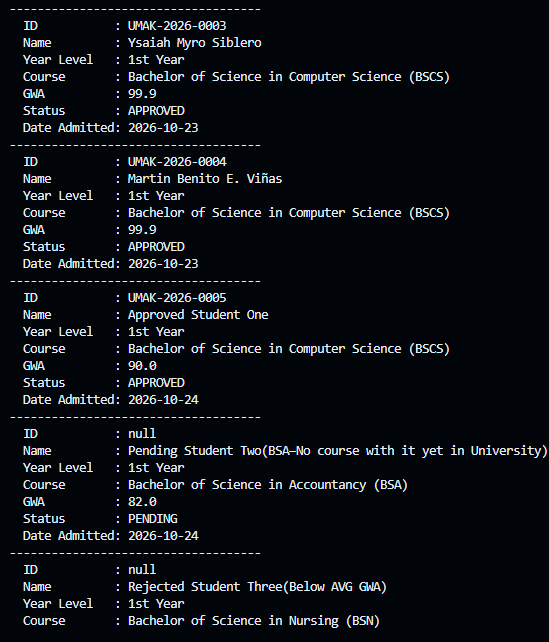 ------------------------------------
ID : UMAK-2026-0003
Name : Ysaiah Myro Siblero
Year Level : 1st Year
Course : Bachelor of Science in Computer Science (BSCS)
GWA : 99.9
Status : APPROVED
Date Admitted: 2026-10-23
------------------------------------
ID : UMAK-2026-0004
Name : Martin Benito E. Viñas
Year Level : 1st Year
Course : Bachelor of Science in Computer Science (BSCS)
GWA : 99.9
Status : APPROVED
Date Admitted: 2026-10-23
------------------------------------
ID : UMAK-2026-0005
Name : Approved Student One
Year Level : 1st Year
Course : Bachelor of Science in Computer Science (BSCS)
GWA : 90.0
Status : APPROVED
Date Admitted: 2026-10-24
------------------------------------
ID : null
Name : Pending Student Two(BSA—No course with it yet in University)
Year Level : 1st Year
Course : Bachelor of Science in Accountancy (BSA)
GWA : 82.0
Status : PENDING
Date Admitted: 2026-10-24
------------------------------------
ID : null
Name : Rejected Student Three(Below AVG GWA)
Year Level : 1st Year
Course : Bachelor of Science in Nursing (BSN)